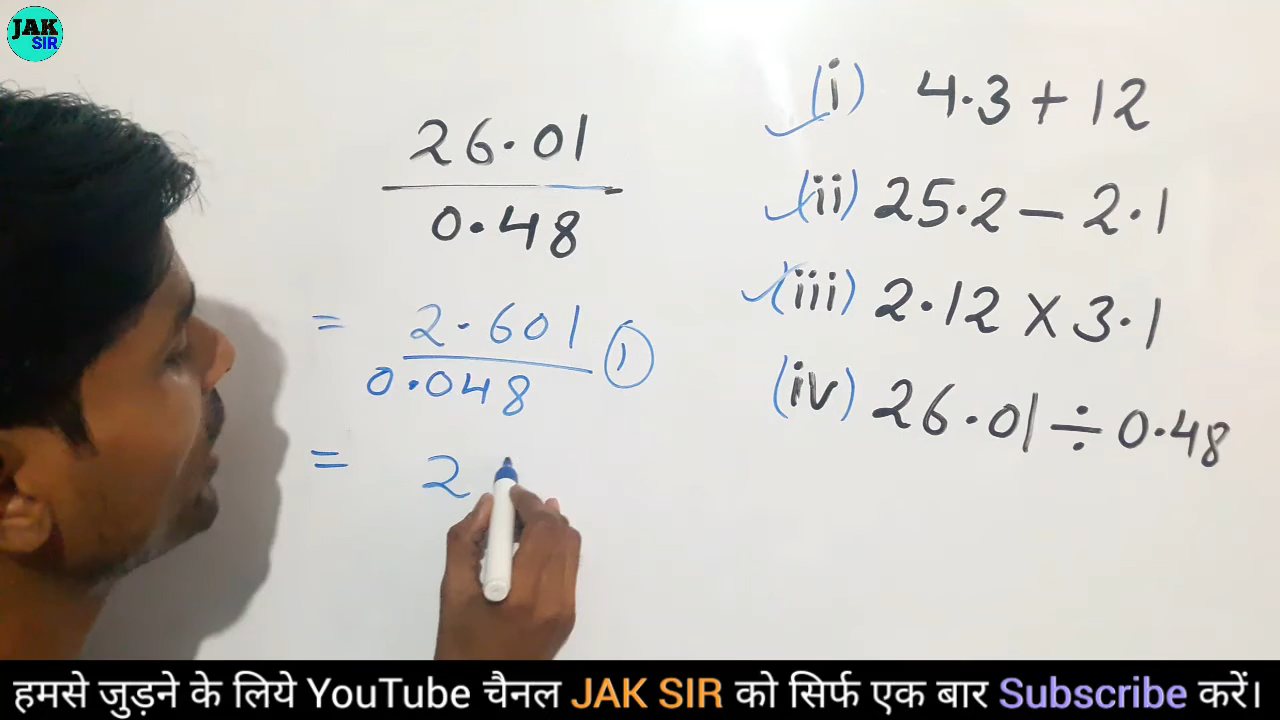 JAK
SIR
26.01
0.48
= 2.601
0.048 ①
= 2
(i) 4.3 + 12
(ii) 25.2 − 2.1
(iii) 2.12 × 3.1
(iv) 26.01 ÷ 0.48
हमसे जुड़ने के लिये YouTube चैनल JAK SIR को सिर्फ एक बार Subscribe करें।